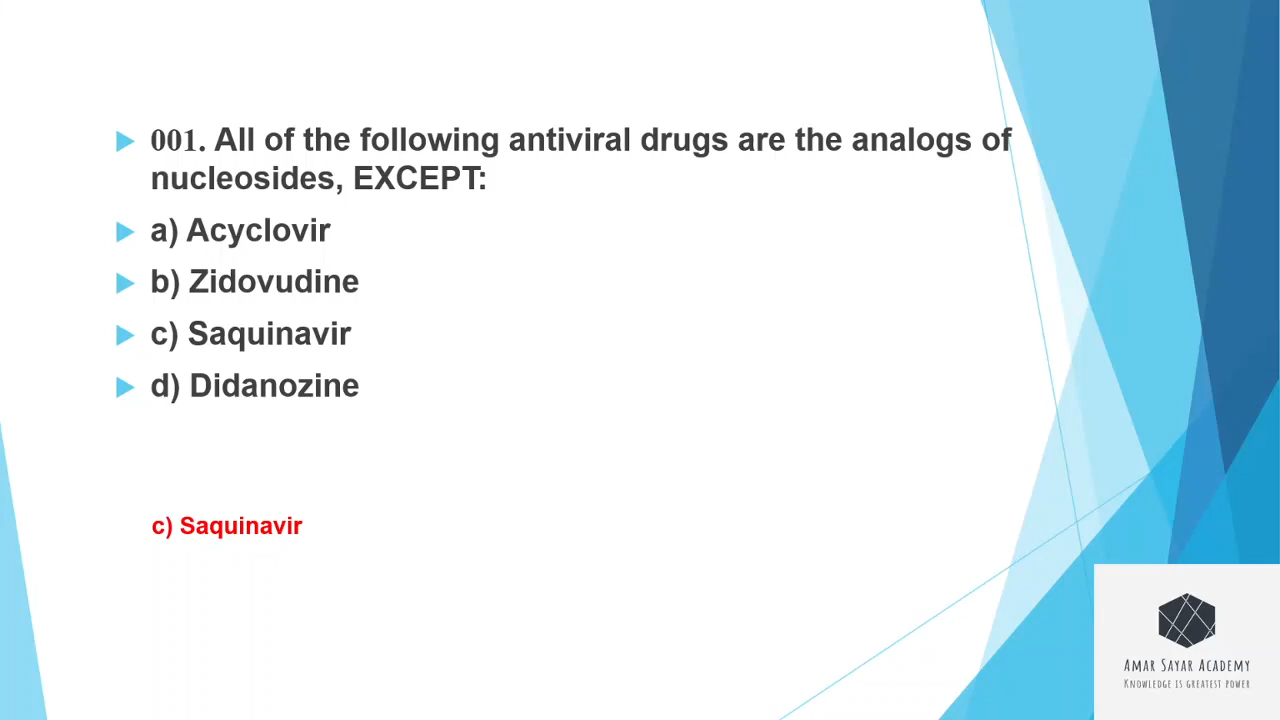 001. All of the following antiviral drugs are the analogs of
nucleosides, EXCEPT:
a) Acyclovir
b) Zidovudine
c) Saquinavir
d) Didanozine
c) Saquinavir
Amar Sayar Academy
Knowledge is greatest power